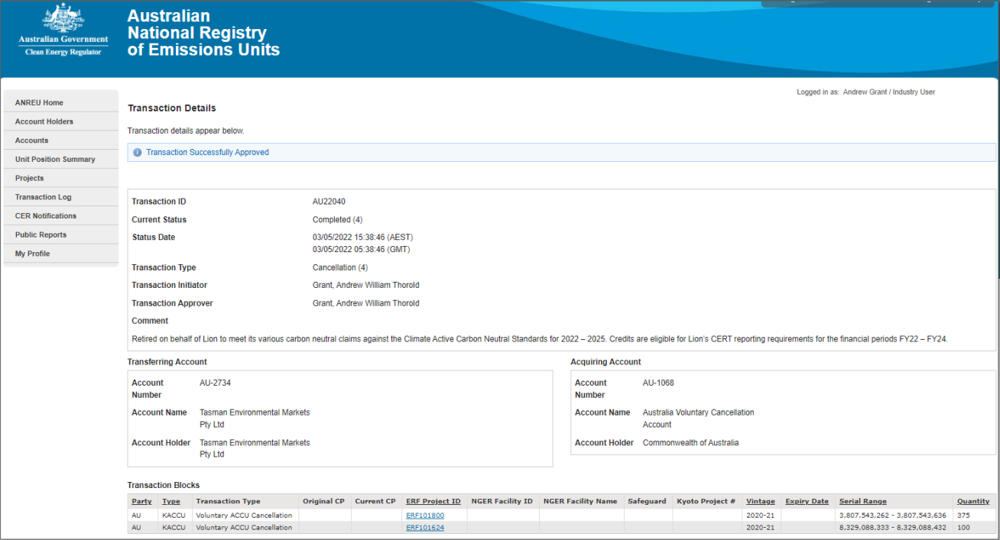 Australian Government
Clean Energy Regulator
Australian
National Registry
of Emissions Units
Logged in as: Andrew Grant / Industry User
ANREU Home
Account Holders
Accounts
Unit Position Summary
Projects
Transaction Log
CER Notifications
Public Reports
My Profile
Transaction Details
Transaction details appear below.
Transaction Successfully Approved
Transaction ID AU22040
Current Status Completed (4)
Status Date 03/05/2022 15:38:46 (AEST)
03/05/2022 05:38:46 (GMT)
Transaction Type Cancellation (4)
Transaction Initiator Grant, Andrew William Thorold
Transaction Approver Grant, Andrew William Thorold
Comment
Retired on behalf of Lion to meet its various carbon neutral claims against the Climate Active Carbon Neutral Standards for 2022 – 2025. Credits are eligible for Lion's CERT reporting requirements for the financial periods FY22 – FY24.
Transferring Account
Account Number AU-2734
Account Name Tasman Environmental Markets
Pty Ltd
Account Holder Tasman Environmental Markets
Pty Ltd
Acquiring Account
Account Number AU-1068
Account Name Australia Voluntary Cancellation
Account
Account Holder Commonwealth of Australia
Transaction Blocks
Party Type Transaction Type Original CP Current CP ERF Project ID NGER Facility ID NGER Facility Name Safeguard Kyoto Project # Vintage Expiry Date Serial Range Quantity
AU KACCU Voluntary ACCU Cancellation ERF101800 2020-21 3,807,543,262 - 3,807,543,636 375
AU KACCU Voluntary ACCU Cancellation ERF101624 2020-21 8,329,088,333 - 8,329,088,432 100